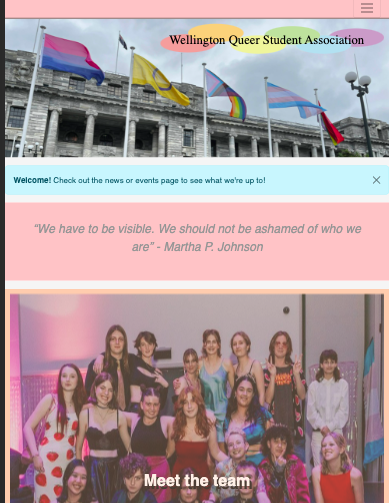 Wellington Queer Student Association
Welcome! Check out the news or events page to see what we're up to!
“We have to be visible. We should not be ashamed of who we
are” - Martha P. Johnson
Meet the team